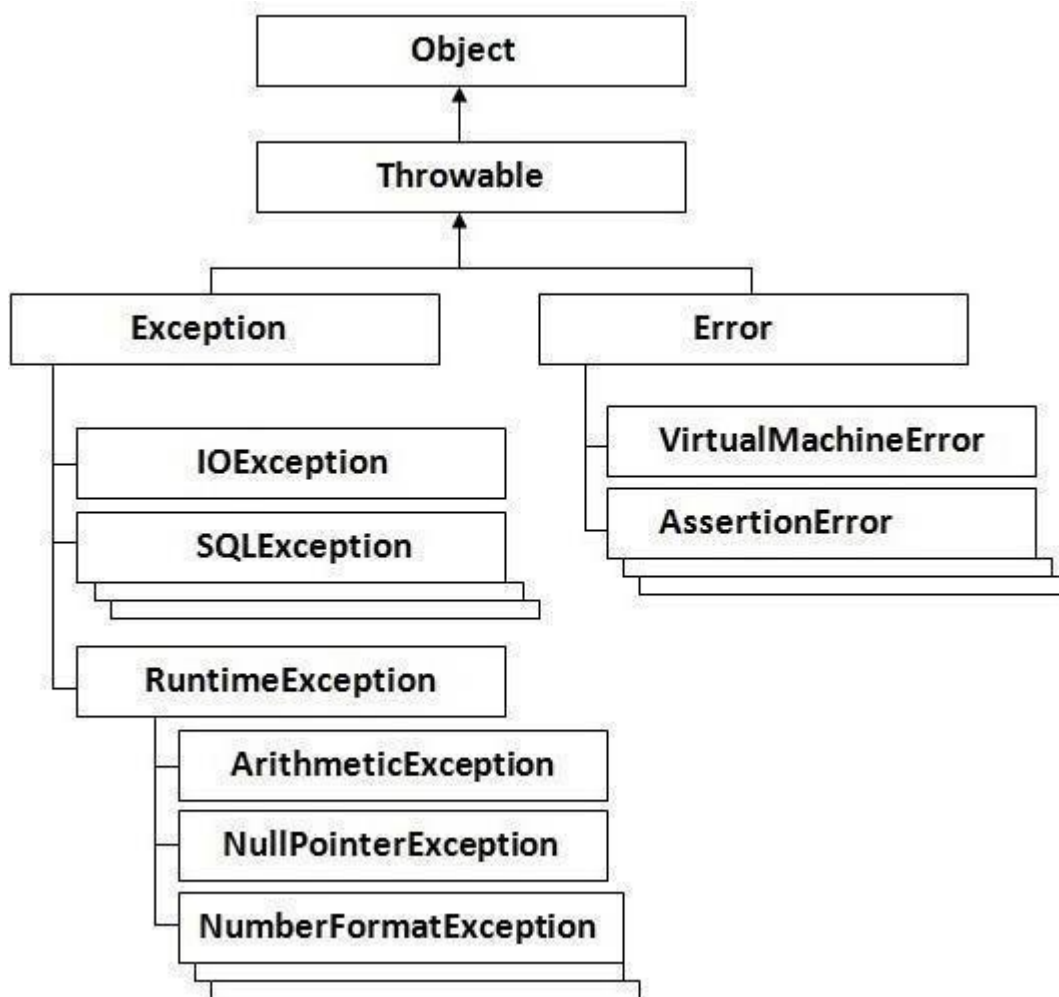 Object
Throwable
Exception
Error
IOException
SQLException
RuntimeException
ArithmeticException
NullPointerException
NumberFormatException
VirtualMachineError
AssertionError